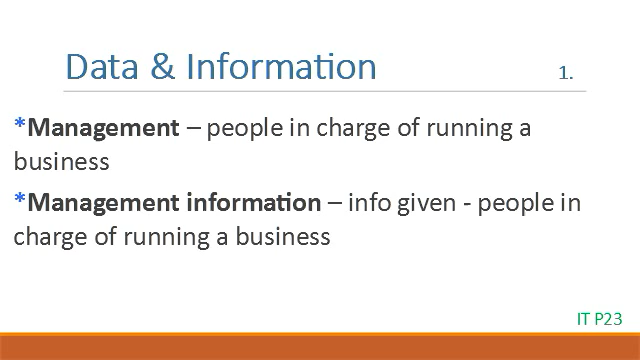 Data & Information 1.
*Management – people in charge of running a
business
*Management information – info given - people in
charge of running a business
IT P23